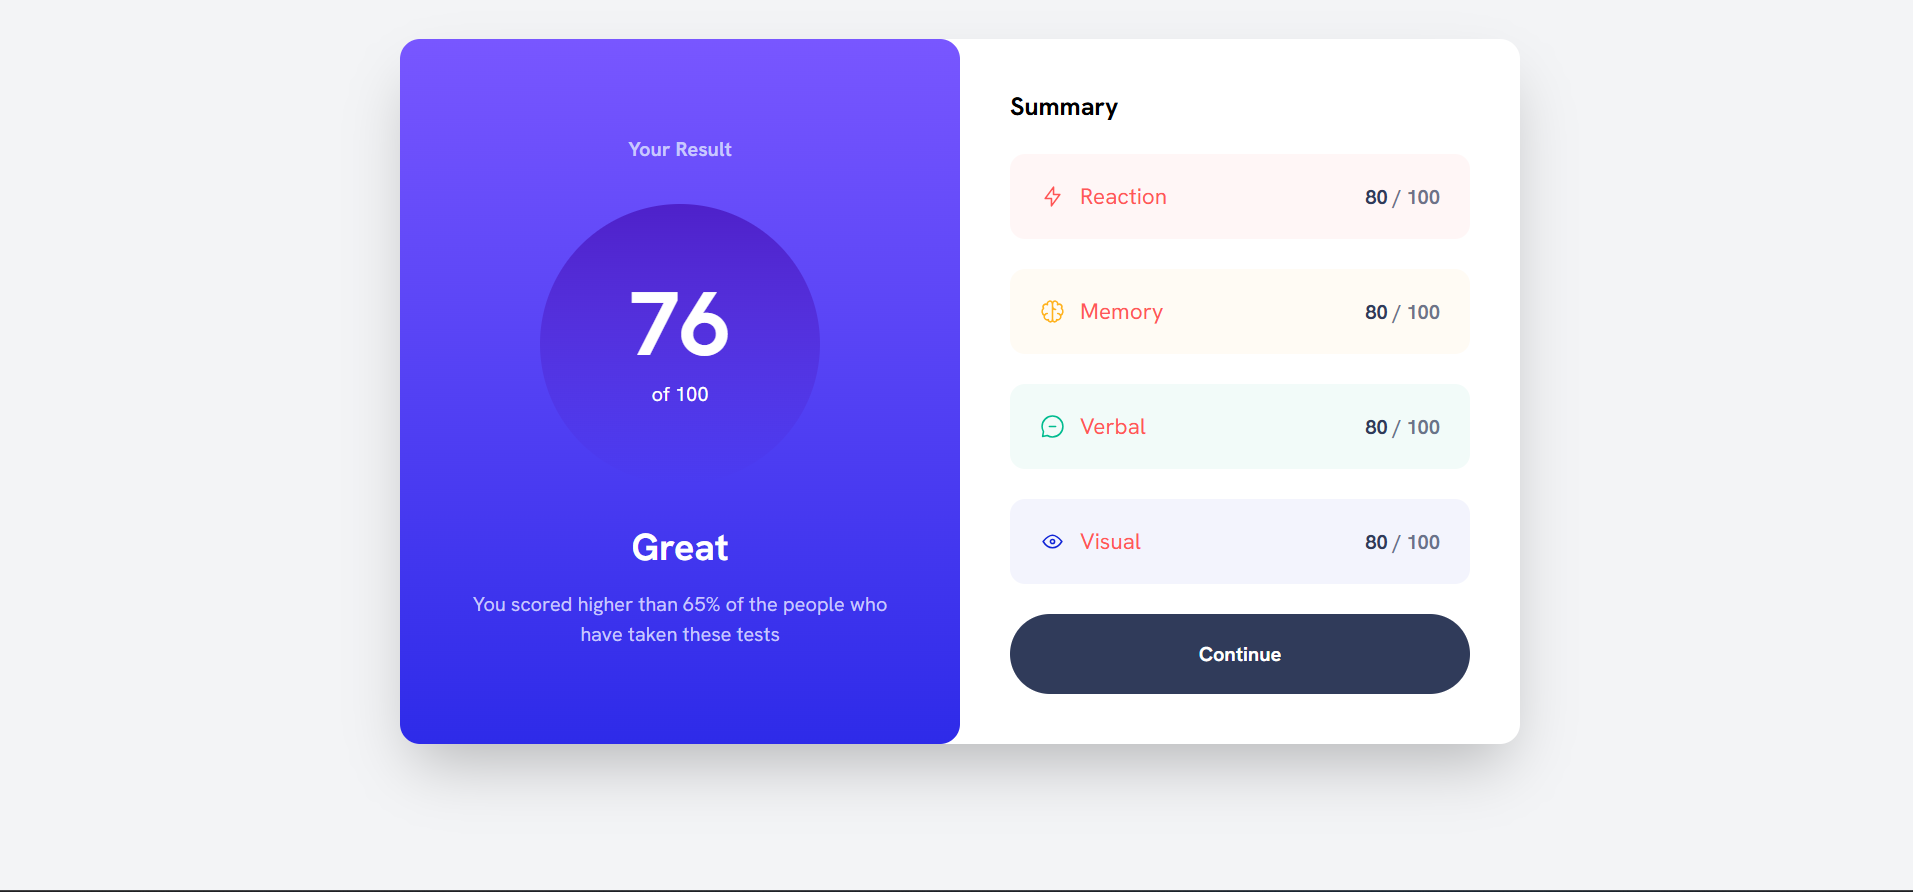 Your Result
76
of 100
Great
You scored higher than 65% of the people who
have taken these tests
Summary
Reaction 80 / 100
Memory 80 / 100
Verbal 80 / 100
Visual 80 / 100
Continue